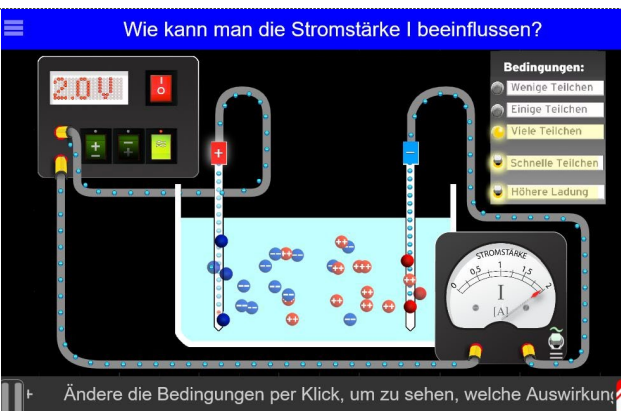 Wie kann man die Stromstärke I beeinflussen?
2.0V
I
O
Bedingungen:
Wenige Teilchen
Einige Teilchen
Viele Teilchen
Schnelle Teilchen
Höhere Ladung
STROMSTÄRKE
0 0,5 1 1,5 2
I
[A]
Ändere die Bedingungen per Klick, um zu sehen, welche Auswirkung